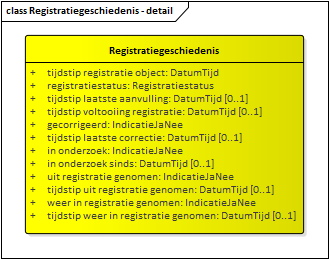 class Registratiegeschiedenis - detail
Registratiegeschiedenis
+ tijdstip registratie object: DatumTijd
+ registratiestatus: Registratiestatus
+ tijdstip laatste aanvulling: DatumTijd [0..1]
+ tijdstip voltooiing registratie: DatumTijd [0..1]
+ gecorrigeerd: IndicatieJaNee
+ tijdstip laatste correctie: DatumTijd [0..1]
+ in onderzoek: IndicatieJaNee
+ in onderzoek sinds: DatumTijd [0..1]
+ uit registratie genomen: IndicatieJaNee
+ tijdstip uit registratie genomen: DatumTijd [0..1]
+ weer in registratie genomen: IndicatieJaNee
+ tijdstip weer in registratie genomen: DatumTijd [0..1]